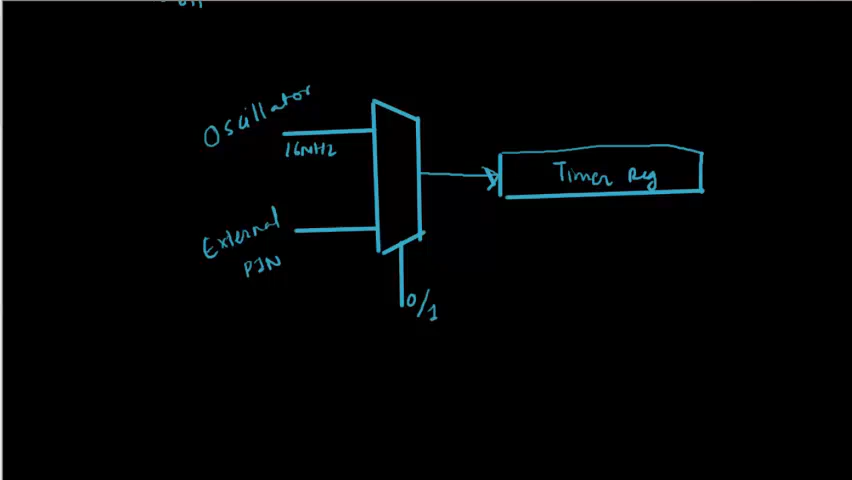 Oscillator
16MHz
Timer Reg
External
PIN
0/1